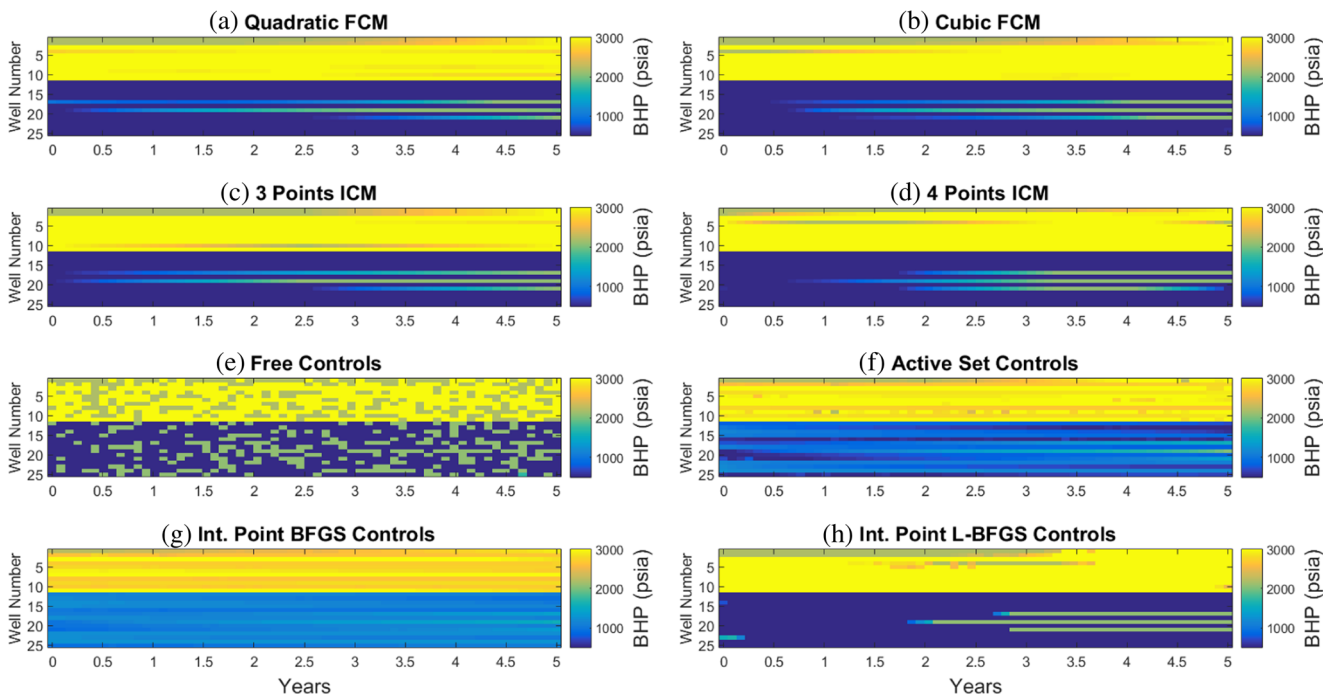 (a) Quadratic FCM
(b) Cubic FCM
Well Number
5
10
15
20
25
0 0.5 1 1.5 2 2.5 3 3.5 4 4.5 5
3000
2000
1000
BHP (psia)
Well Number
5
10
15
20
25
0 0.5 1 1.5 2 2.5 3 3.5 4 4.5 5
3000
2000
1000
BHP (psia)
(c) 3 Points ICM
(d) 4 Points ICM
Well Number
5
10
15
20
25
0 0.5 1 1.5 2 2.5 3 3.5 4 4.5 5
3000
2000
1000
BHP (psia)
Well Number
5
10
15
20
25
0 0.5 1 1.5 2 2.5 3 3.5 4 4.5 5
3000
2000
1000
BHP (psia)
(e) Free Controls
(f) Active Set Controls
Well Number
5
10
15
20
25
0 0.5 1 1.5 2 2.5 3 3.5 4 4.5 5
3000
2000
1000
BHP (psia)
Well Number
5
10
15
20
25
0 0.5 1 1.5 2 2.5 3 3.5 4 4.5 5
3000
2000
1000
BHP (psia)
(g) Int. Point BFGS Controls
(h) Int. Point L-BFGS Controls
Well Number
5
10
15
20
25
0 0.5 1 1.5 2 2.5 3 3.5 4 4.5 5
3000
2000
1000
BHP (psia)
Years
Well Number
5
10
15
20
25
0 0.5 1 1.5 2 2.5 3 3.5 4 4.5 5
3000
2000
1000
BHP (psia)
Years